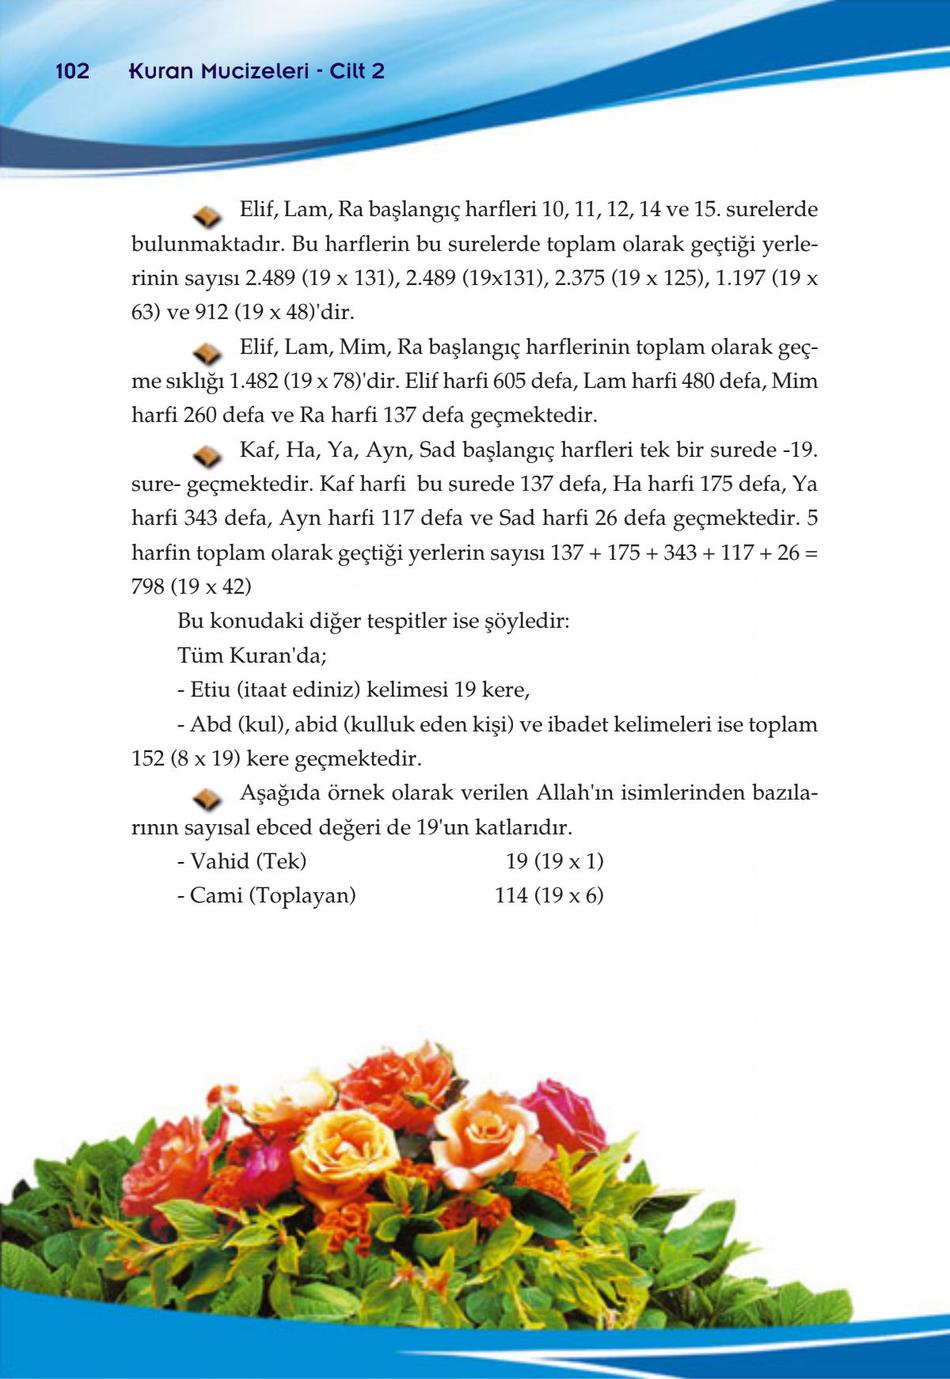 102 Kuran Mucizeleri - Cilt 2
Elif, Lam, Ra başlangıç harfleri 10, 11, 12, 14 ve 15. surelerde
bulunmaktadır. Bu harflerin bu surelerde toplam olarak geçtiği yerle-
rinin sayısı 2.489 (19 x 131), 2.489 (19x131), 2.375 (19 x 125), 1.197 (19 x
63) ve 912 (19 x 48)'dir.
Elif, Lam, Mim, Ra başlangıç harflerinin toplam olarak geç-
me sıklığı 1.482 (19 x 78)'dir. Elif harfi 605 defa, Lam harfi 480 defa, Mim
harfi 260 defa ve Ra harfi 137 defa geçmektedir.
Kaf, Ha, Ya, Ayn, Sad başlangıç harfleri tek bir surede -19.
sure- geçmektedir. Kaf harfi bu surede 137 defa, Ha harfi 175 defa, Ya
harfi 343 defa, Ayn harfi 117 defa ve Sad harfi 26 defa geçmektedir. 5
harfin toplam olarak geçtiği yerlerin sayısı 137 + 175 + 343 + 117 + 26 =
798 (19 x 42)
Bu konudaki diğer tespitler ise şöyledir:
Tüm Kuran'da;
- Etiu (itaat ediniz) kelimesi 19 kere,
- Abd (kul), abid (kulluk eden kişi) ve ibadet kelimeleri ise toplam
152 (8 x 19) kere geçmektedir.
Aşağıda örnek olarak verilen Allah'ın isimlerinden bazıla-
rının sayısal ebced değeri de 19'un katlarıdır.
- Vahid (Tek) 19 (19 x 1)
- Cami (Toplayan) 114 (19 x 6)